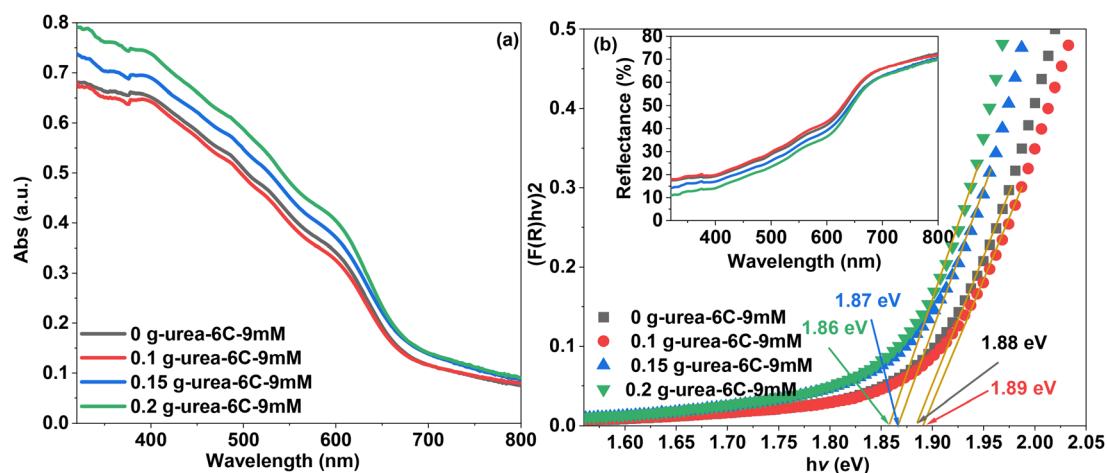 (a)
0.8
0.7
0.6
0.5
0.4
0.3
0.2
0.1
0.0
Abs (a.u.)
0 g-urea-6C-9mM
0.1 g-urea-6C-9mM
0.15 g-urea-6C-9mM
0.2 g-urea-6C-9mM
400 500 600 700 800
Wavelength (nm)
(b)
0.5
0.4
0.3
0.2
0.1
0.0
(F(R)hv)2
80
70
60
50
40
30
20
10
0
Reflectance (%)
400 500 600 700 800
Wavelength (nm)
1.87 eV
1.86 eV
1.88 eV
1.89 eV
0 g-urea-6C-9mM
0.1 g-urea-6C-9mM
0.15 g-urea-6C-9mM
0.2 g-urea-6C-9mM
1.60 1.65 1.70 1.75 1.80 1.85 1.90 1.95 2.00 2.05
hν (eV)